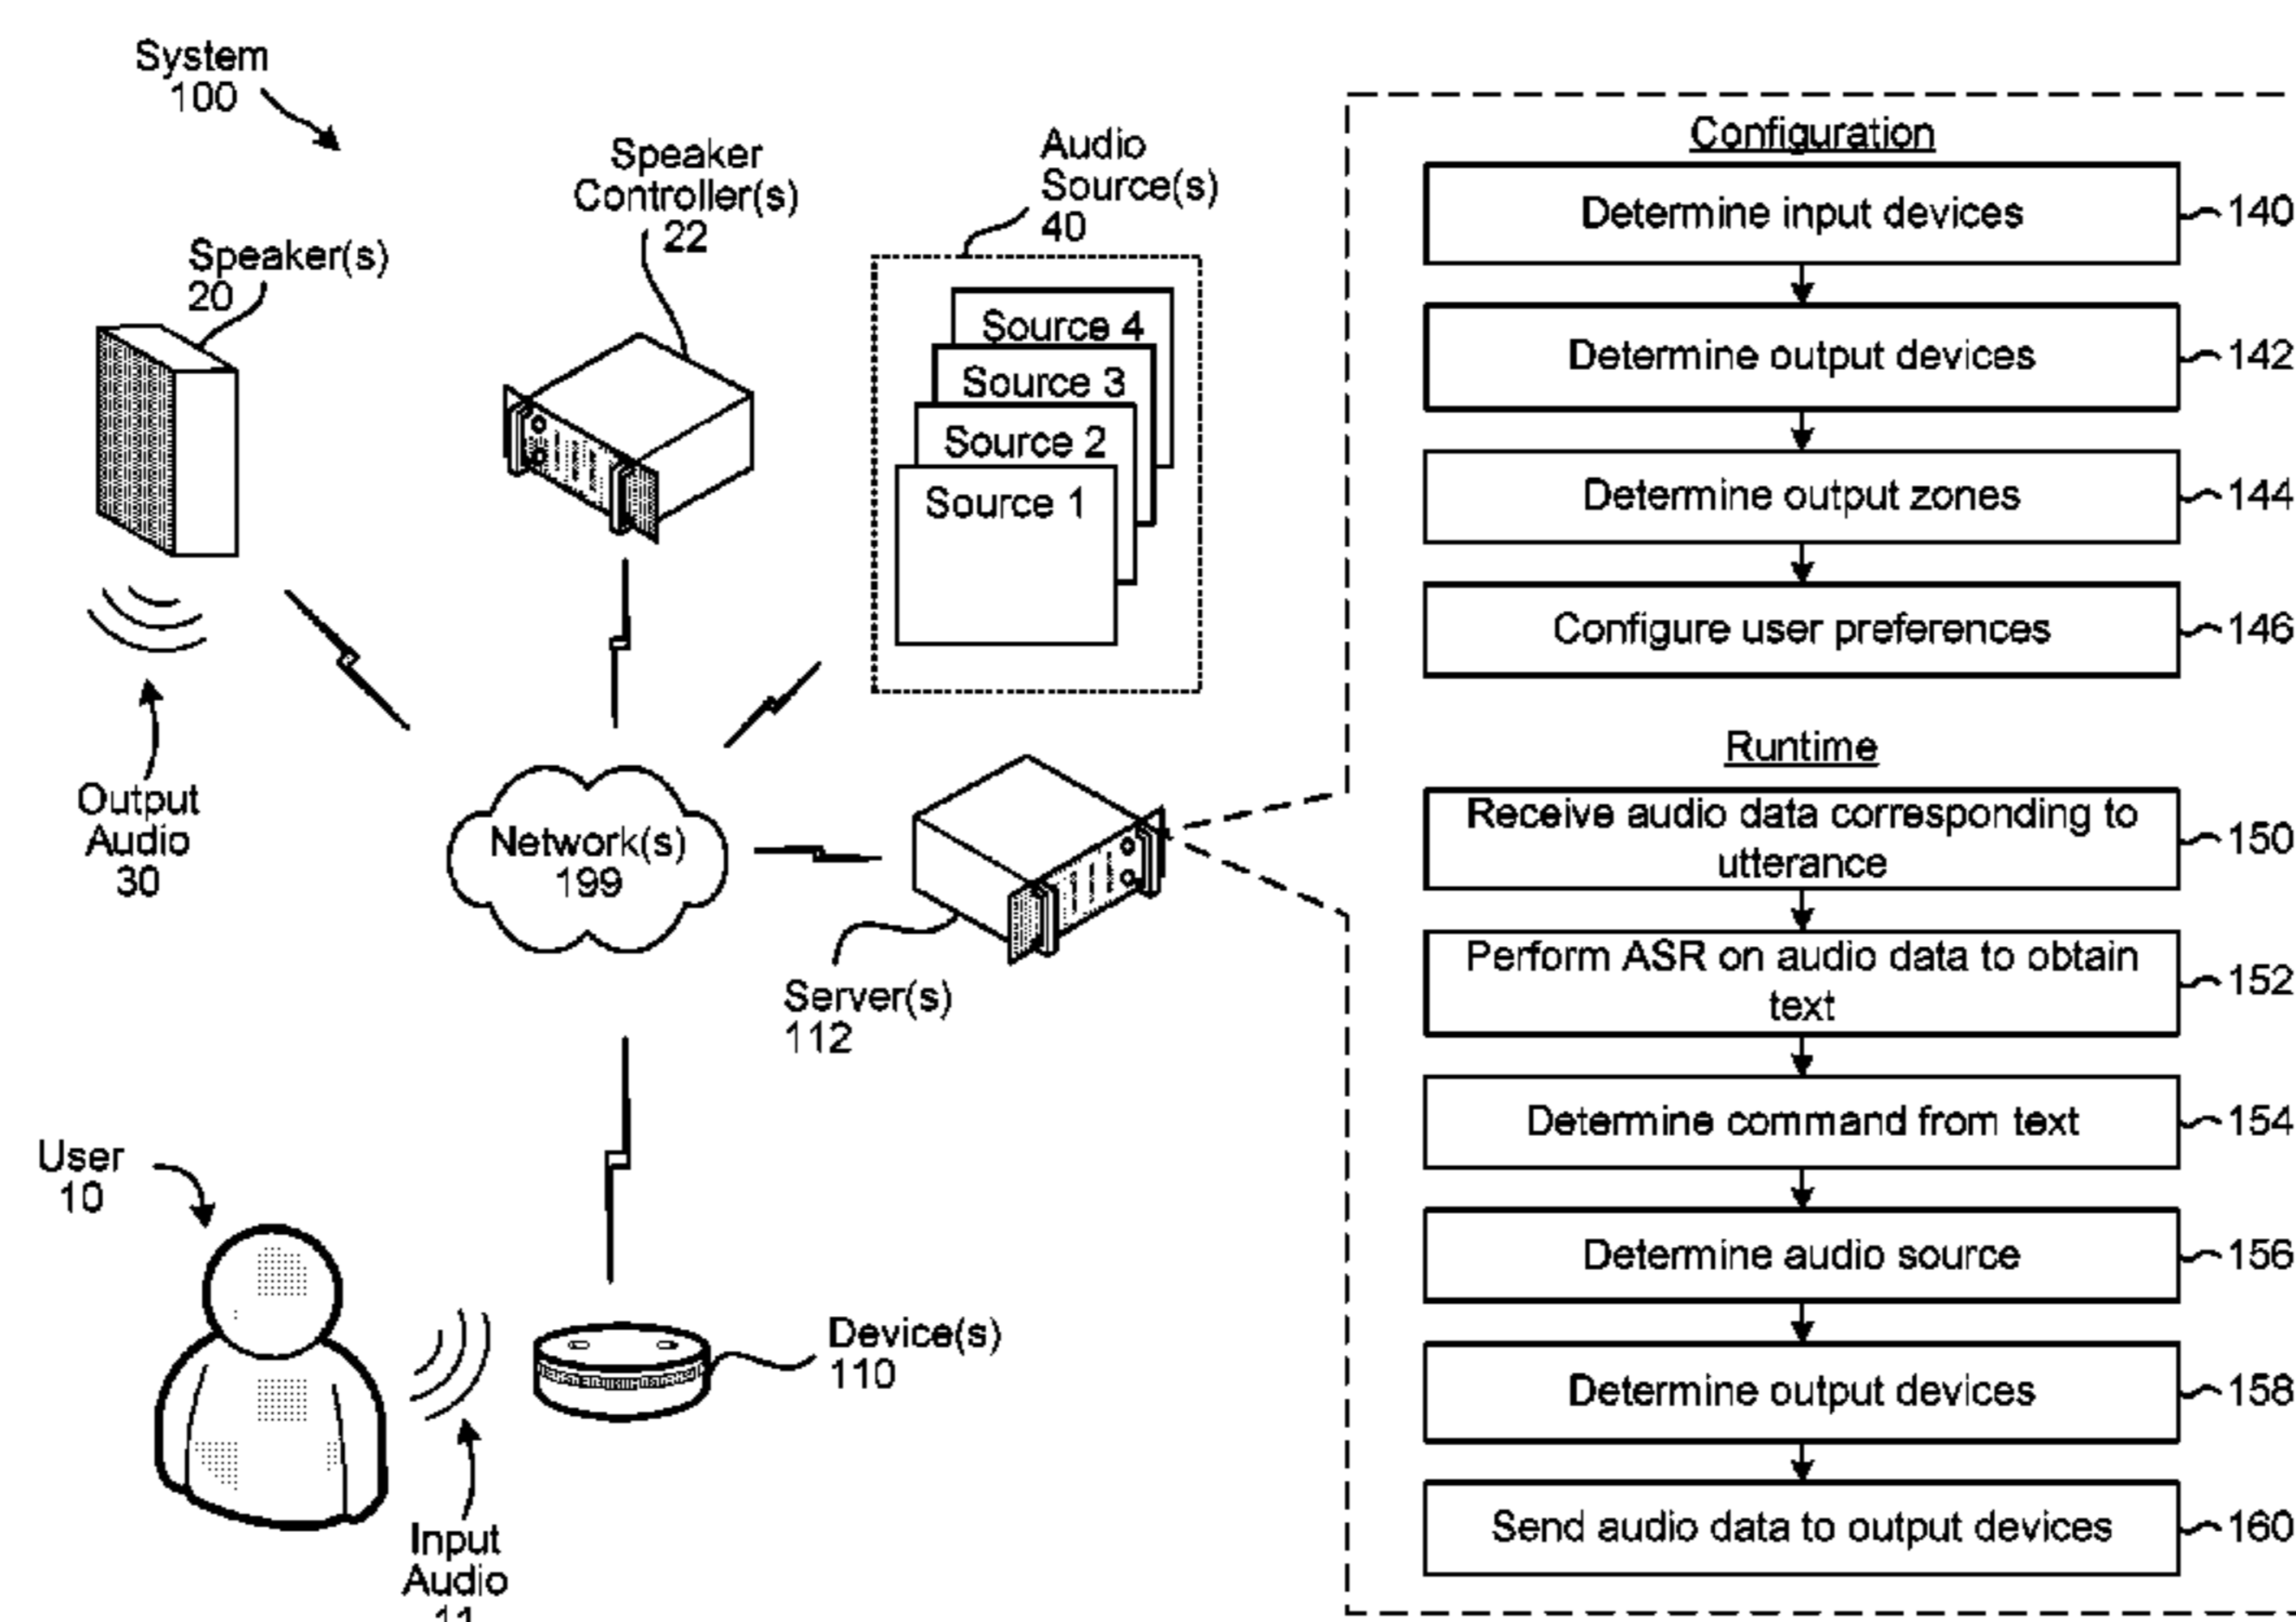 System
100
Speaker(s)
20
Speaker
Controller(s)
22
Audio
Source(s)
40
Source 4
Source 3
Source 2
Source 1
Output
Audio
30
Network(s)
199
Server(s)
112
User
10
Input
Audio
11
Device(s)
110
Configuration
Determine input devices
140
Determine output devices
142
Determine output zones
144
Configure user preferences
146
Runtime
Receive audio data corresponding to
utterance
150
Perform ASR on audio data to obtain
text
152
Determine command from text
154
Determine audio source
156
Determine output devices
158
Send audio data to output devices
160